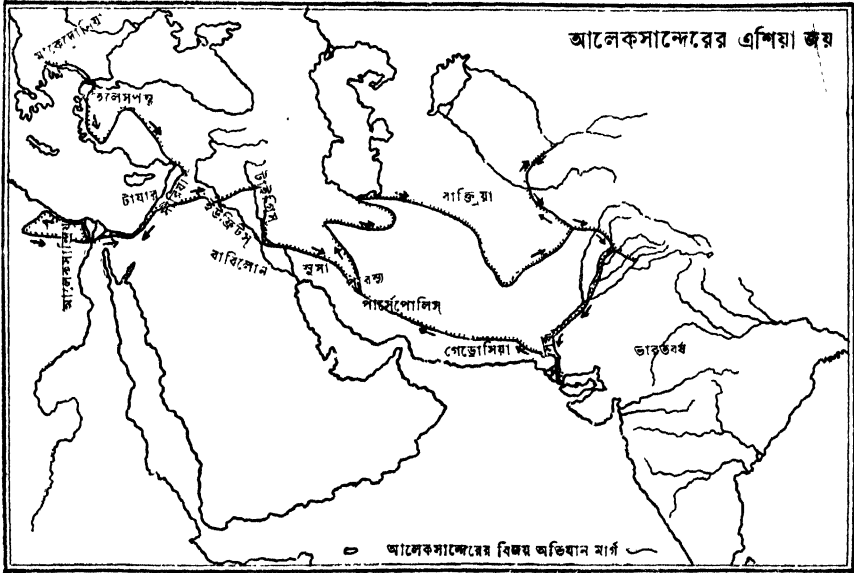 আলেকসান্দেরের এশিয়া জয়
হেলেসপন্ট
টায়ার
বাক্ট্রিয়া
আলেকসান্দ্রিয়া
ইউফ্রেটিস্
টাইগ্রিস
বাবিলোন
সুসা
পার্সেপোলিস্
গেড্রোসিয়া
ভারতবর্ষ
আলেকসান্দেরের বিজয় অভিযান মার্গ